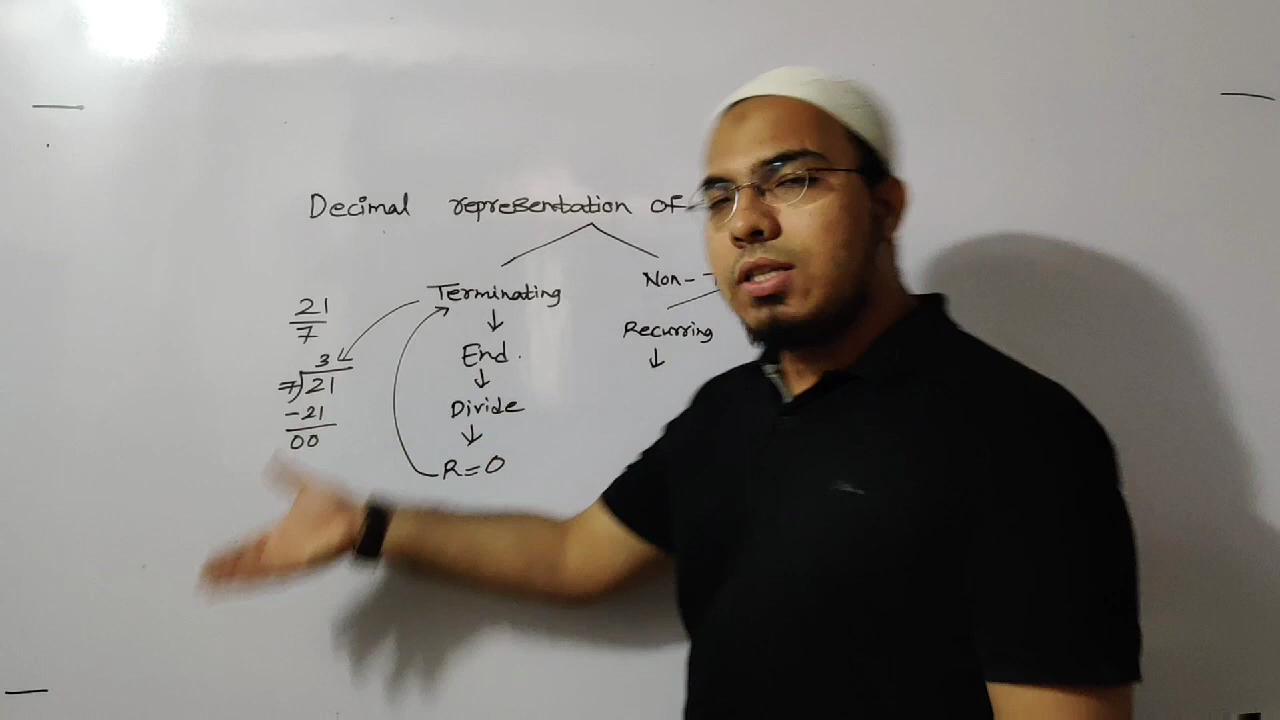 Decimal representation of
Terminating
End.
Divide
R=0
21
7
3
7)21
-21
00
Non-
Recurring